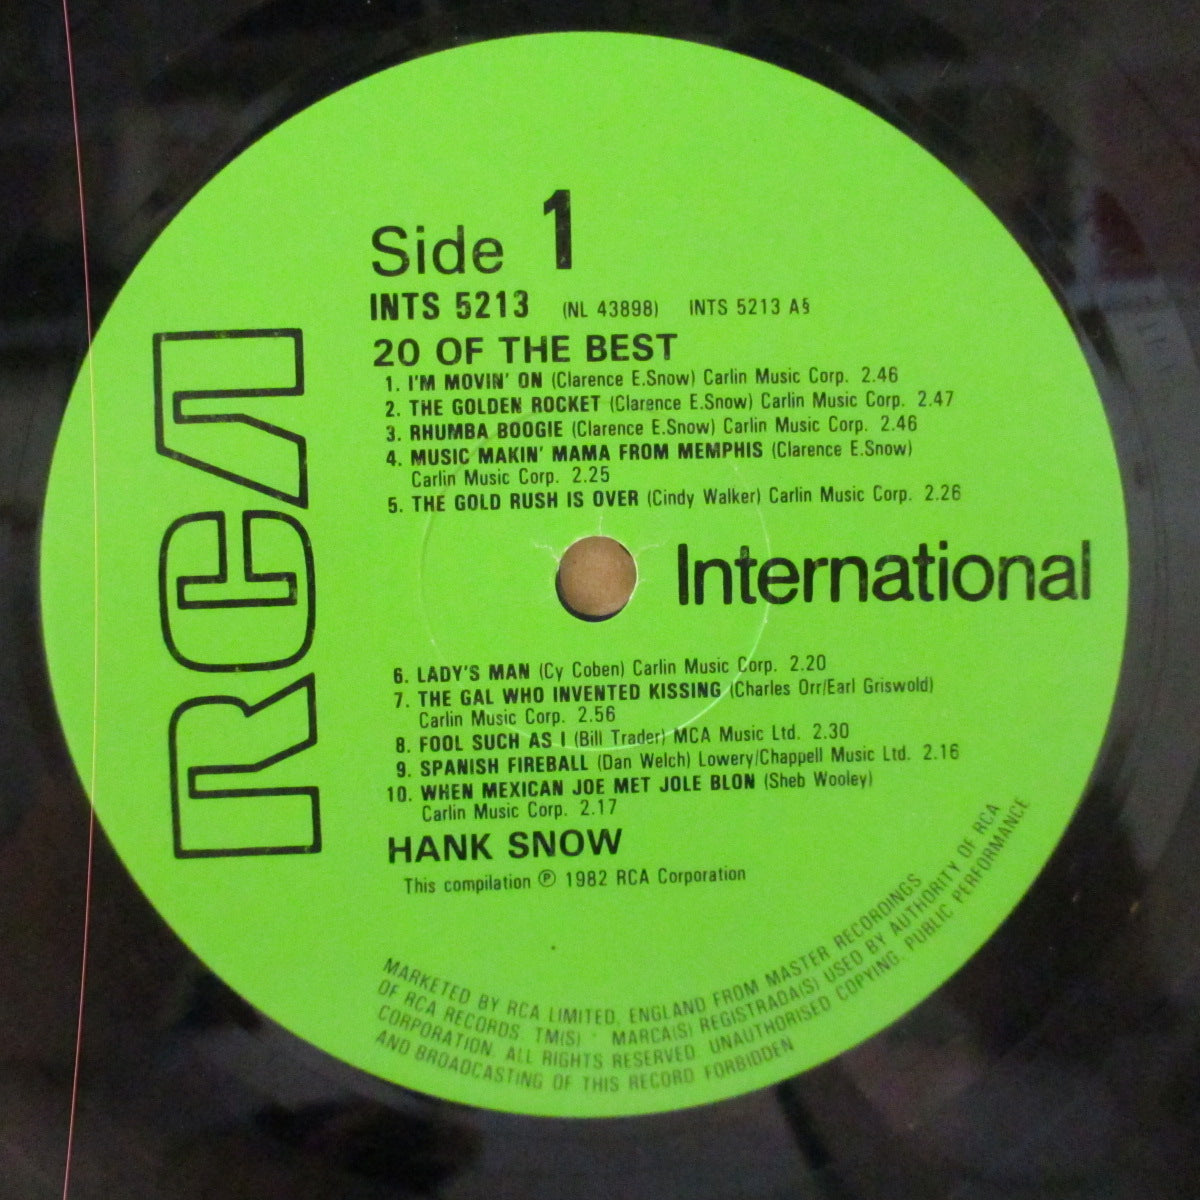 Side 1
INTS 5213 (NL 43898) INTS 5213 A§
20 OF THE BEST
1. I'M MOVIN' ON (Clarence E.Snow) Carlin Music Corp. 2.46
2. THE GOLDEN ROCKET (Clarence E.Snow) Carlin Music Corp. 2.47
3. RHUMBA BOOGIE (Clarence E.Snow) Carlin Music Corp. 2.46
4. MUSIC MAKIN' MAMA FROM MEMPHIS (Clarence E.Snow)
Carlin Music Corp. 2.25
5. THE GOLD RUSH IS OVER (Cindy Walker) Carlin Music Corp. 2.26
RCA
International
6. LADY'S MAN (Cy Coben) Carlin Music Corp. 2.20
7. THE GAL WHO INVENTED KISSING (Charles Orr/Earl Griswold)
Carlin Music Corp. 2.56
8. FOOL SUCH AS I (Bill Trader) MCA Music Ltd. 2.30
9. SPANISH FIREBALL (Dan Welch) Lowery/Chappell Music Ltd. 2.16
10. WHEN MEXICAN JOE MET JOLE BLON (Sheb Wooley)
Carlin Music Corp. 2.17
HANK SNOW
This compilation ℗ 1982 RCA Corporation
MARKETED BY RCA LIMITED, ENGLAND FROM MASTER RECORDINGS
OF RCA RECORDS. TM(S) · MARCA(S) REGISTRADA(S) USED BY AUTHORITY OF RCA
CORPORATION. ALL RIGHTS RESERVED. UNAUTHORISED COPYING, PUBLIC PERFORMANCE
AND BROADCASTING OF THIS RECORD FORBIDDEN